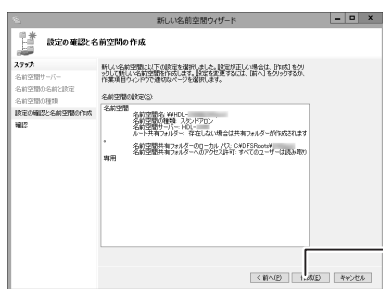 新しい名前空間ウィザード
設定の確認と名前空間の作成
ステップ:
名前空間サーバー
名前空間の名前と設定
名前空間の種類
設定の確認と名前空間の作成
確認
新しい名前空間に以下の設定を選択しました。設定が正しい場合は、[作成] をクリックして新しい名前空間を作成します。設定を変更するには、[前へ] をクリックするか、
作業項目ウィンドウで適切なページを選択します。
名前空間の設定(S):
名前空間
名前空間名: ¥¥HDL-
名前空間の種類: スタンドアロン
名前空間サーバー: HDL-
ルート共有フォルダー: 存在しない場合は共有フォルダーが作成されます
。
名前空間共有フォルダーのローカル パス: C:¥DFSRoots¥
名前空間共有フォルダーへのアクセス許可: すべてのユーザーは読み取り
専用
< 前へ(P)
作成(E)
キャンセル